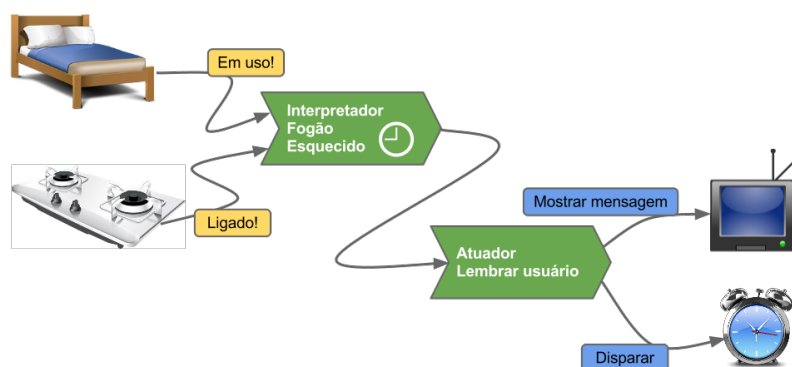 Em uso!
Interpretador
Fogão
Esquecido
Ligado!
Mostrar mensagem
Atuador
Lembrar usuário
Disparar